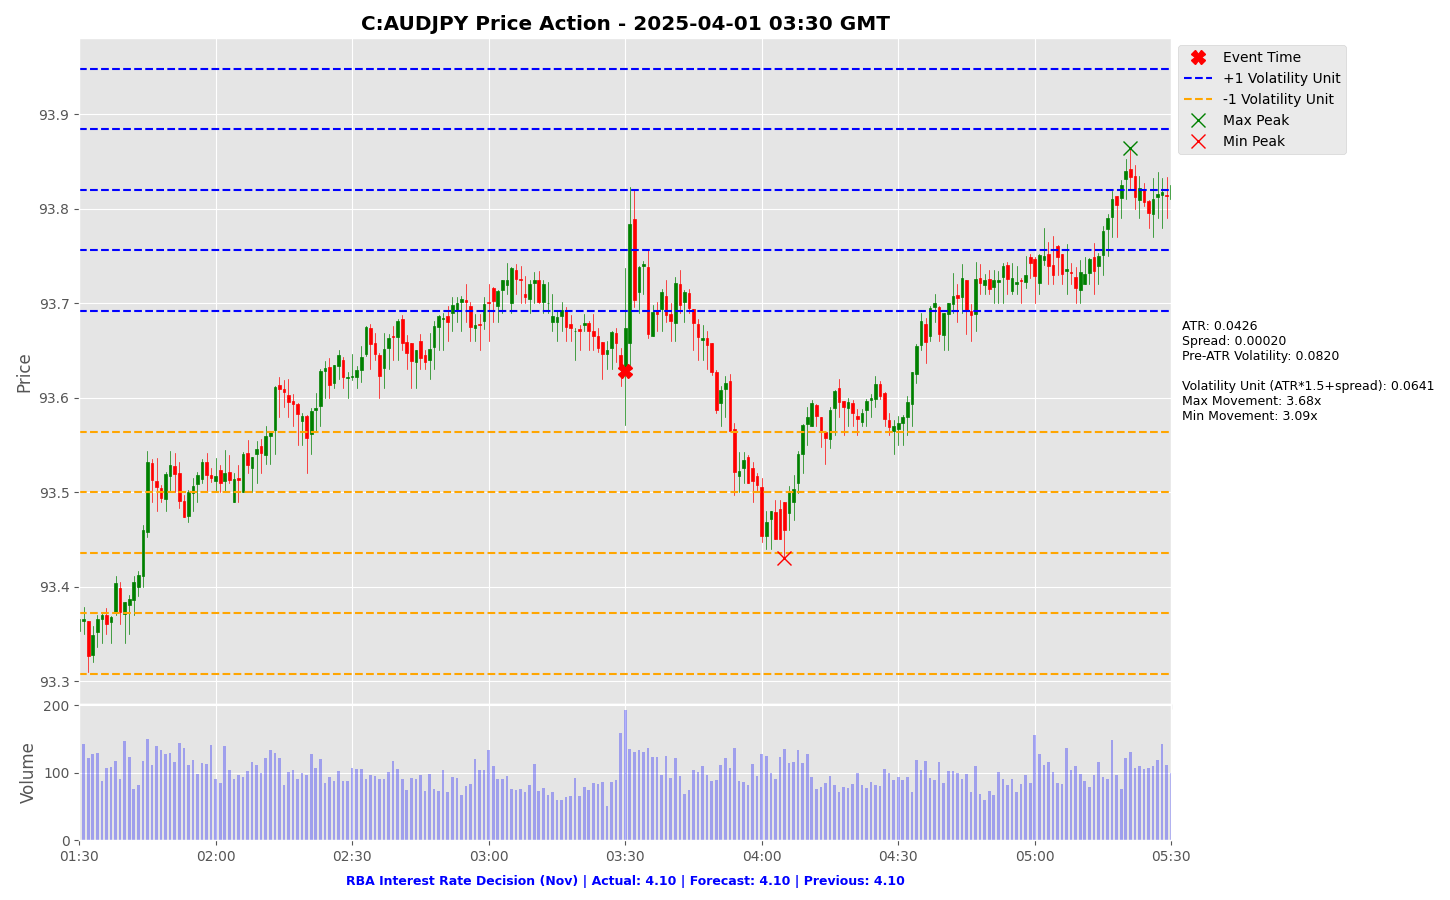 C:AUDJPY Price Action - 2025-04-01 03:30 GMT
Event Time
+1 Volatility Unit
-1 Volatility Unit
Max Peak
Min Peak
Price
93.9
93.8
93.7
93.6
93.5
93.4
93.3
ATR: 0.0426
Spread: 0.00020
Pre-ATR Volatility: 0.0820
Volatility Unit (ATR*1.5+spread): 0.0641
Max Movement: 3.68x
Min Movement: 3.09x
Volume
200
100
0
01:30 02:00 02:30 03:00 03:30 04:00 04:30 05:00 05:30
RBA Interest Rate Decision (Nov) | Actual: 4.10 | Forecast: 4.10 | Previous: 4.10